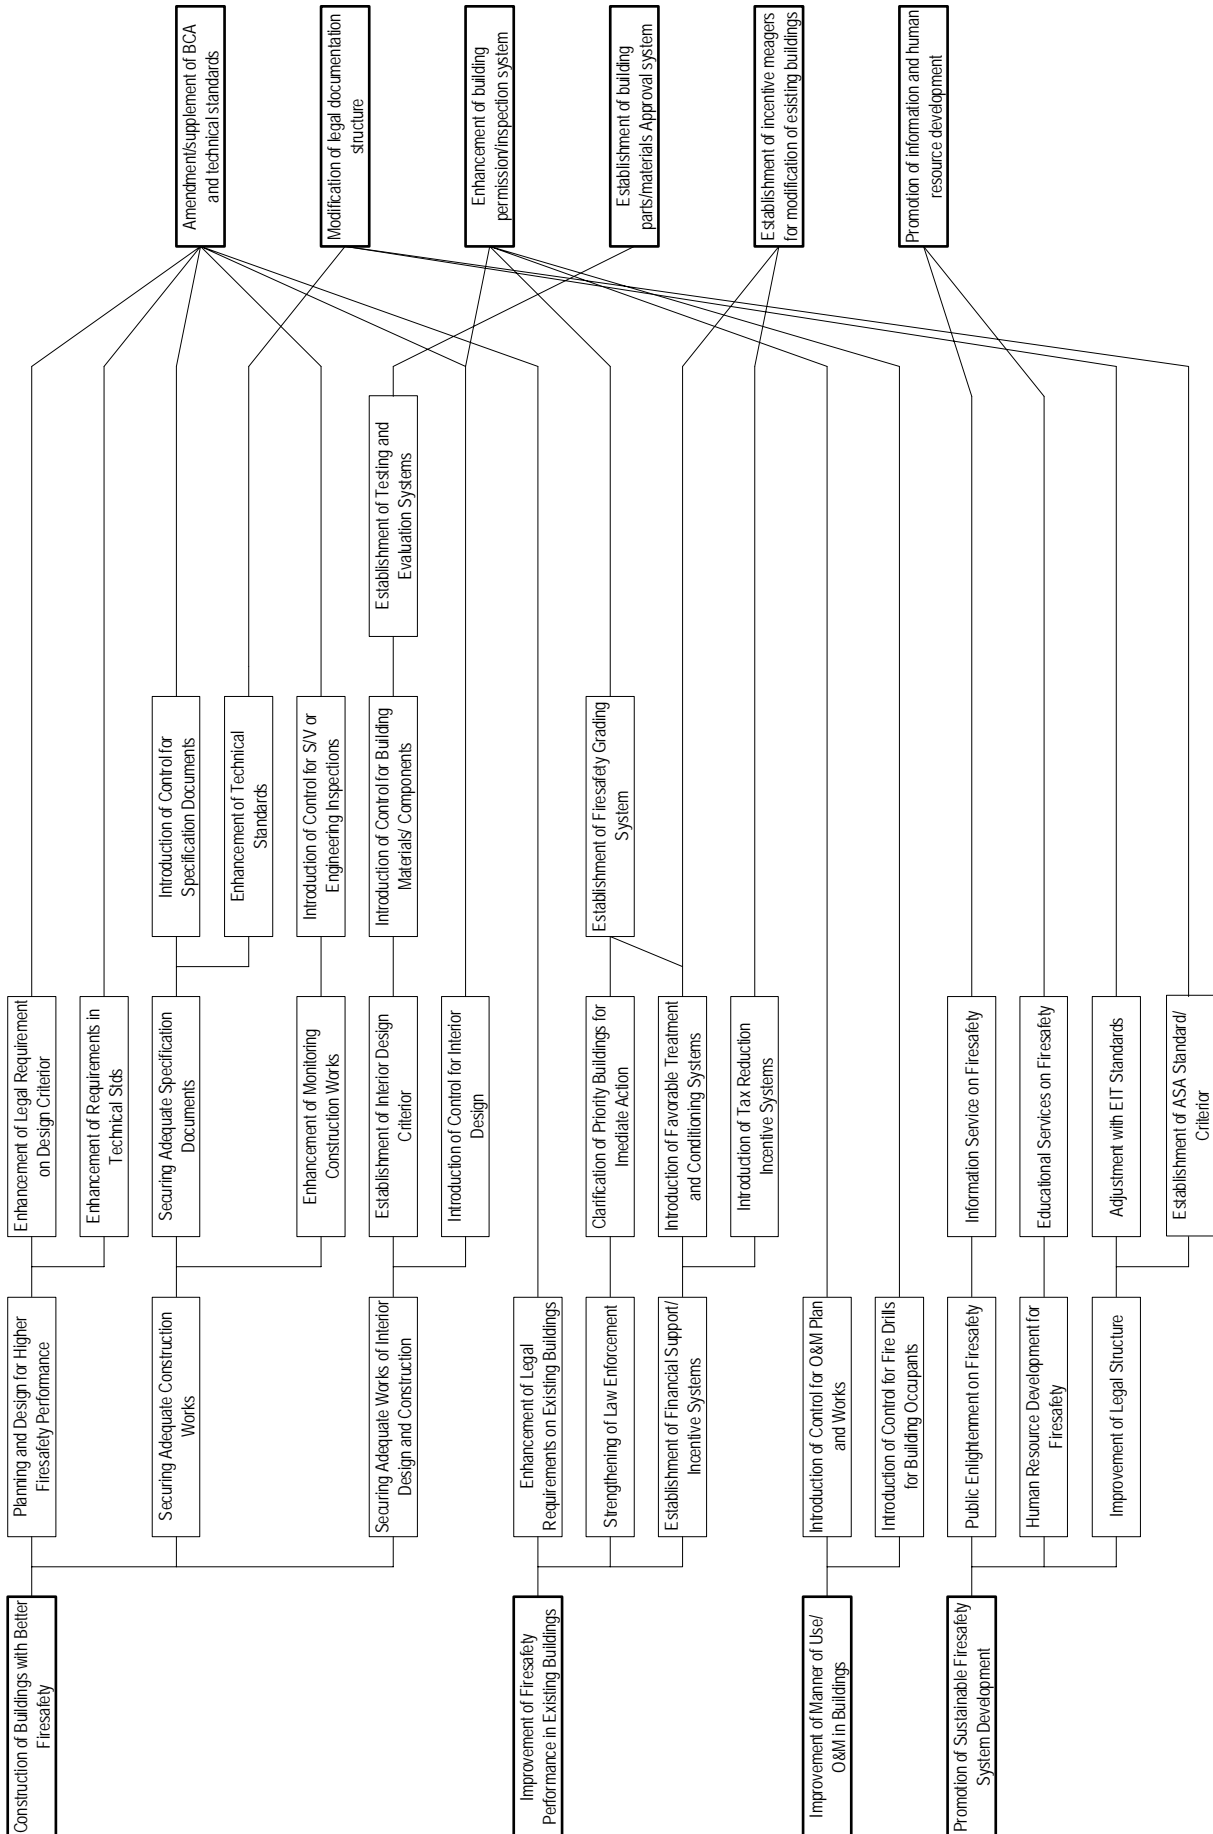 Construction of Buildings with Better
Firesafety
Improvement of Firesafety
Performance in Existing Buildings
Improvement of Manner of Use/
O&M in Buildings
Promotion of Sustainable Firesafety
System Development
Planning and Design for Higher
Firesafety Performance
Securing Adequate Construction
Works
Securing Adequate Works of Interior
Design and Construction
Enhancement of Legal
Requirements on Existing Buildings
Strengthening of Law Enforcement
Establishment of Financial Support/
Incentive Systems
Introduction of Control for O&M Plan
and Works
Introduction of Control for Fire Drills
for Building Occupants
Public Enlightenment on Firesafety
Human Resource Development for
Firesafety
Improvement of Legal Structure
Enhancement of Legal Requirement
on Design Criterior
Enhancement of Requirements in
Technical Stds
Securing Adequate Specification
Documents
Enhancement of Monitoring
Construction Works
Establishment of Interior Design
Criterior
Introduction of Control for Interior
Design
Clarification of Priority Buildings for
Imediate Action
Introduction of Favorable Treatment
and Conditioning Systems
Introduction of Tax Reduction
Incentive Systems
Information Service on Firesafety
Educational Services on Firesafety
Adjustment with EIT Standards
Establishment of ASA Standard/
Criterior
Introduction of Control for
Specification Documents
Enhancement of Technical
Standards
Introduction of Control for S/V or
Engineering Inspections
Introduction of Control for Building
Materials/ Components
Establishment of Firesafety Grading
System
Establishment of Testing and
Evaluation Systems
Amendment/supplement of BCA
and technical standards
Modification of legal documentation
structure
Enhancement of building
permission/inspection system
Establishment of building
parts/materials Approval system
Establishment of incentive meagers
for modification of esisting buildings
Promotion of information and human
resource development